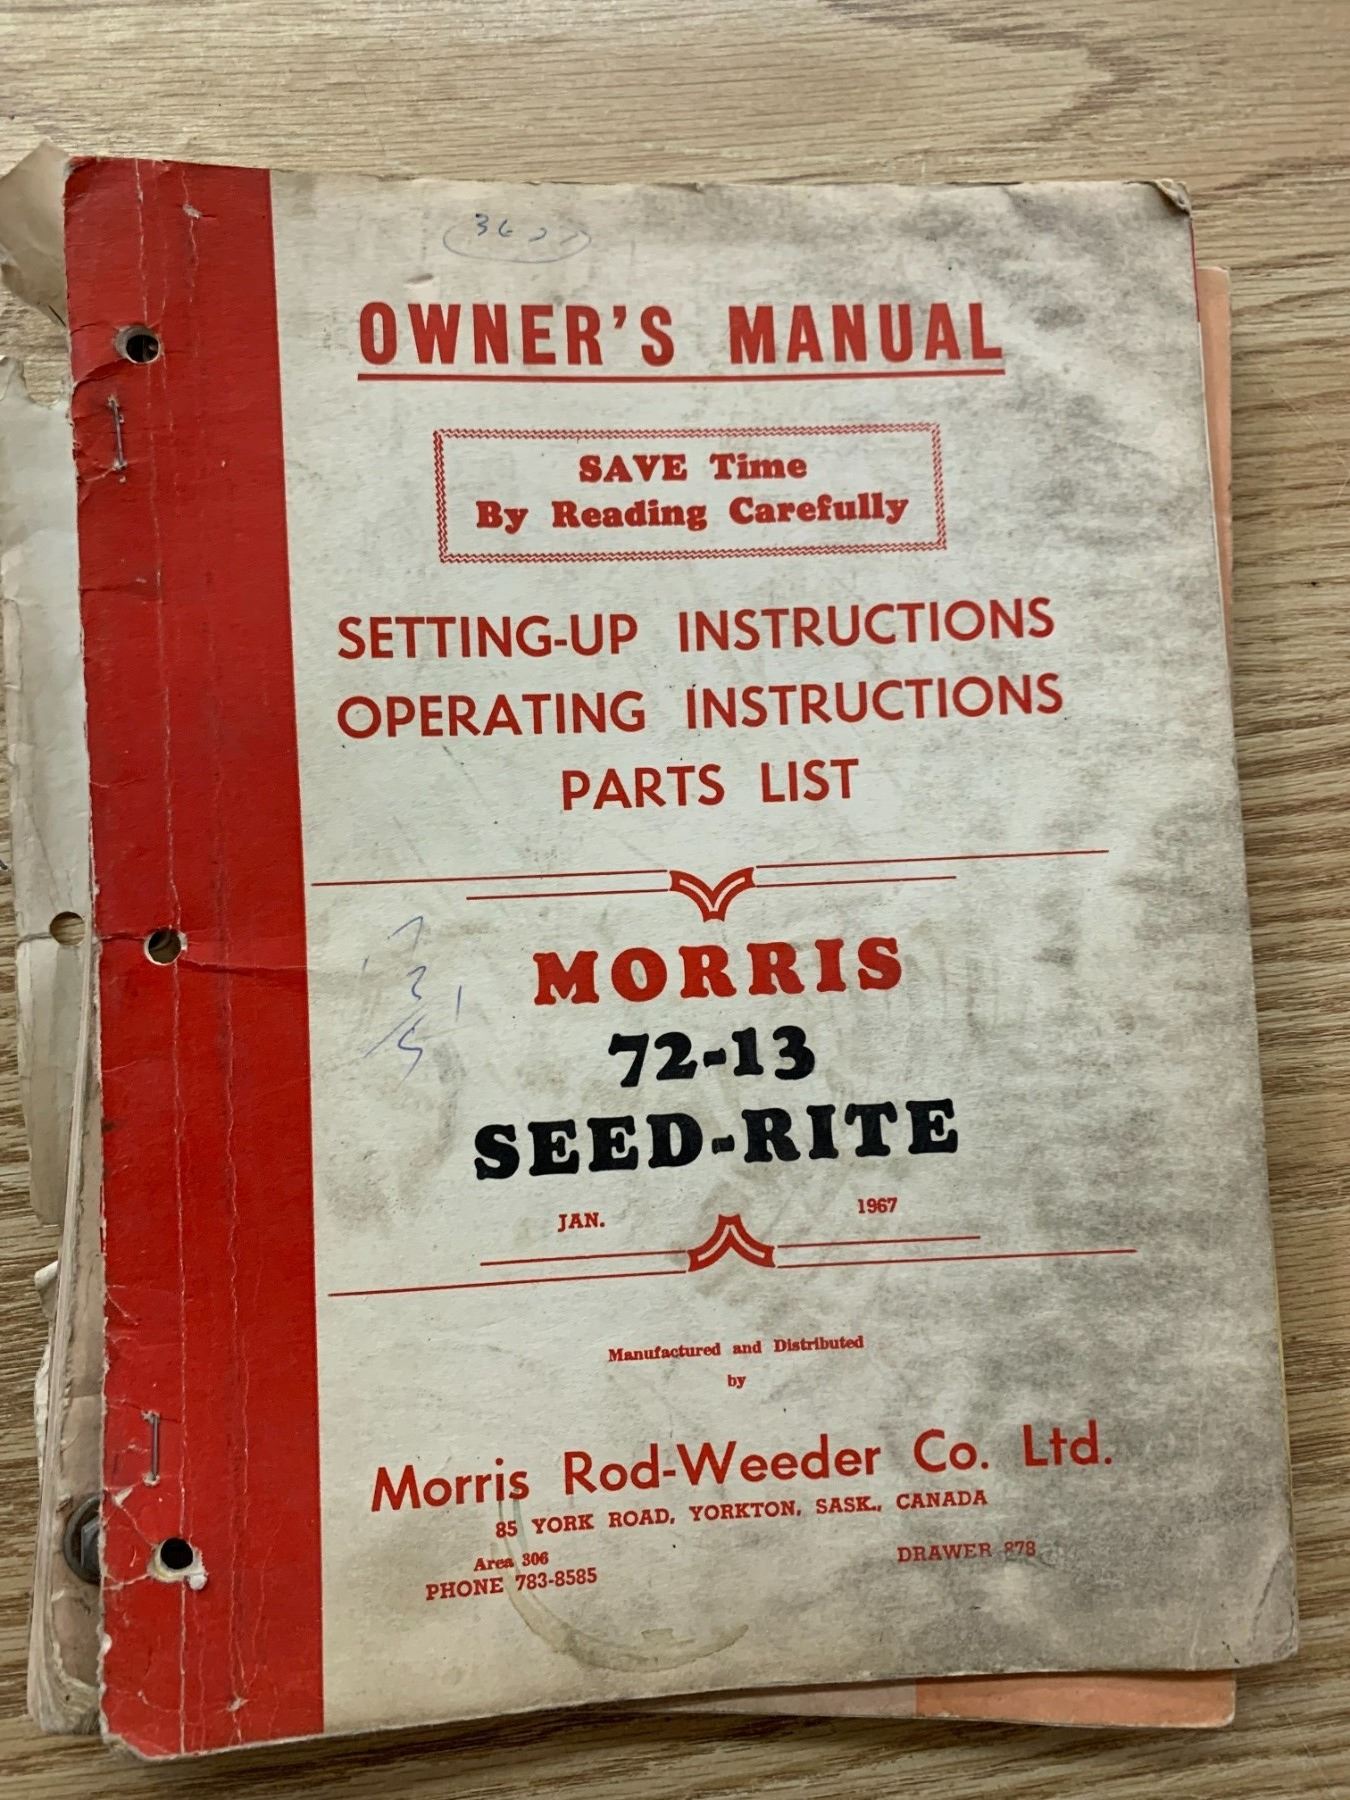 OWNER'S MANUAL
SAVE Time
By Reading Carefully
SETTING-UP INSTRUCTIONS
OPERATING INSTRUCTIONS
PARTS LIST
MORRIS
72-13
SEED-RITE
JAN. 1967
Manufactured and Distributed
by
Morris Rod-Weeder Co. Ltd.
85 YORK ROAD, YORKTON, SASK., CANADA
Area 306
PHONE 783-8585
DRAWER 878